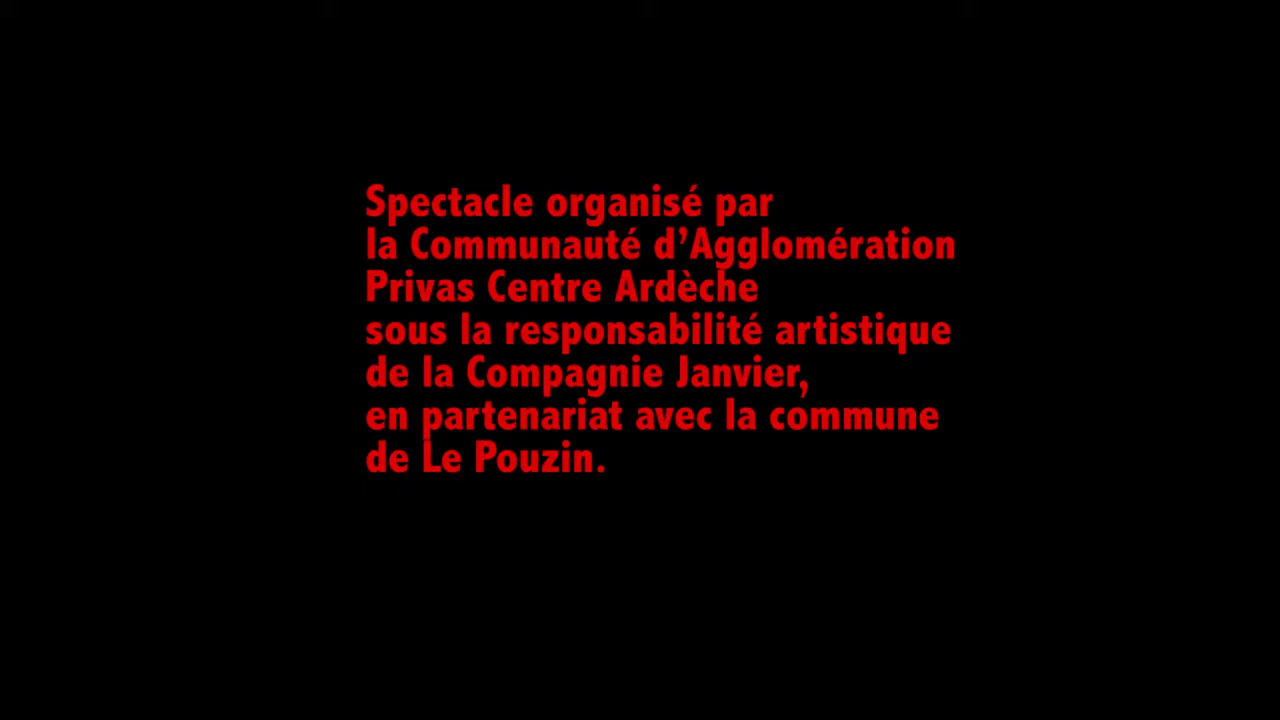 Spectacle organisé par
la Communauté d’Agglomération
Privas Centre Ardèche
sous la responsabilité artistique
de la Compagnie Janvier,
en partenariat avec la commune
de Le Pouzin.